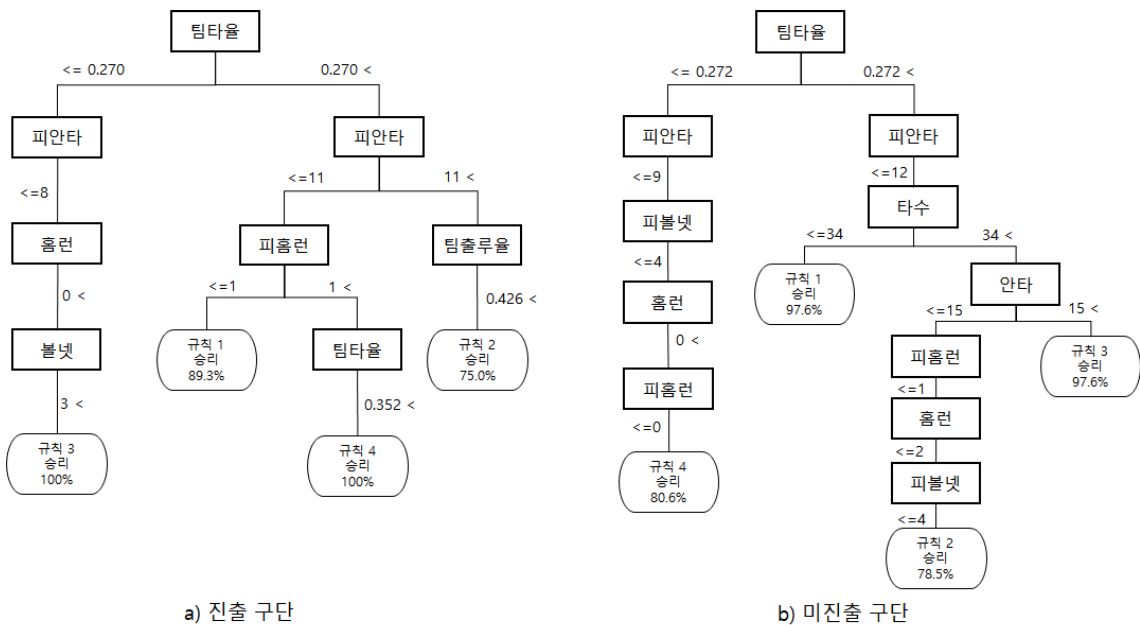 팀타율
<= 0.270
0.270 <
피안타
피안타
<=8
<=11
11 <
홈런
피홈런
팀출루율
0 <
<=1
1 <
0.426 <
볼넷
규칙 1
승리
89.3%
팀타율
규칙 2
승리
75.0%
3 <
0.352 <
규칙 3
승리
100%
규칙 4
승리
100%
a) 진출 구단
팀타율
<= 0.272
0.272 <
피안타
피안타
<=9
<=12
피볼넷
타수
<=4
<=34
34 <
홈런
규칙 1
승리
97.6%
안타
0 <
<=15
15 <
피홈런
피홈런
규칙 3
승리
97.6%
<=0
<=1
홈런
규칙 4
승리
80.6%
<=2
피볼넷
<=4
규칙 2
승리
78.5%
b) 미진출 구단